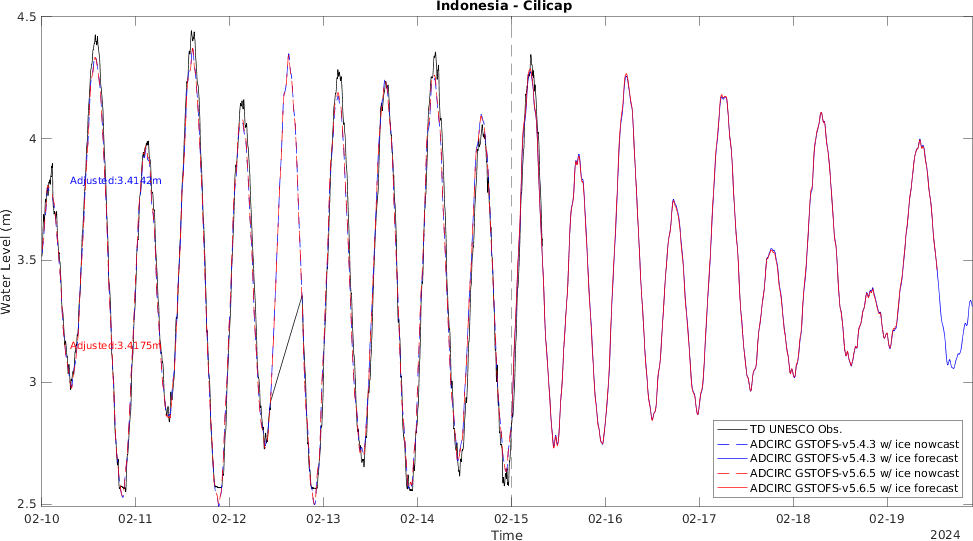 Indonesia - Cilicap
4.5
4
3.5
3
2.5
Water Level (m)
Adjusted:3.4142m
Adjusted:3.4175m
TD UNESCO Obs.
ADCIRC GSTOFS-v5.4.3 w/ ice nowcast
ADCIRC GSTOFS-v5.4.3 w/ ice forecast
ADCIRC GSTOFS-v5.6.5 w/ ice nowcast
ADCIRC GSTOFS-v5.6.5 w/ ice forecast
02-10 02-11 02-12 02-13 02-14 02-15 02-16 02-17 02-18 02-19
Time
2024